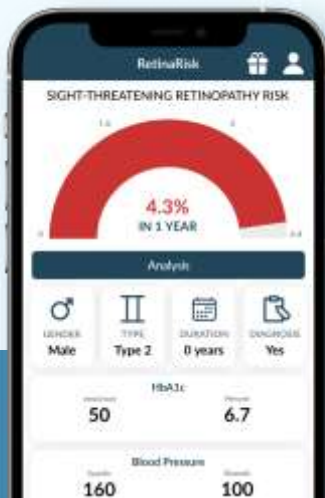 RetinaRisk
SIGHT-THREATENING RETINOPATHY RISK
4.3%
IN 1 YEAR
Analysis
GENDER TYPE DURATION DIAGNOSIS
Male Type 2 0 years Yes
HbA1c
50 6.7
Blood Pressure
160 100